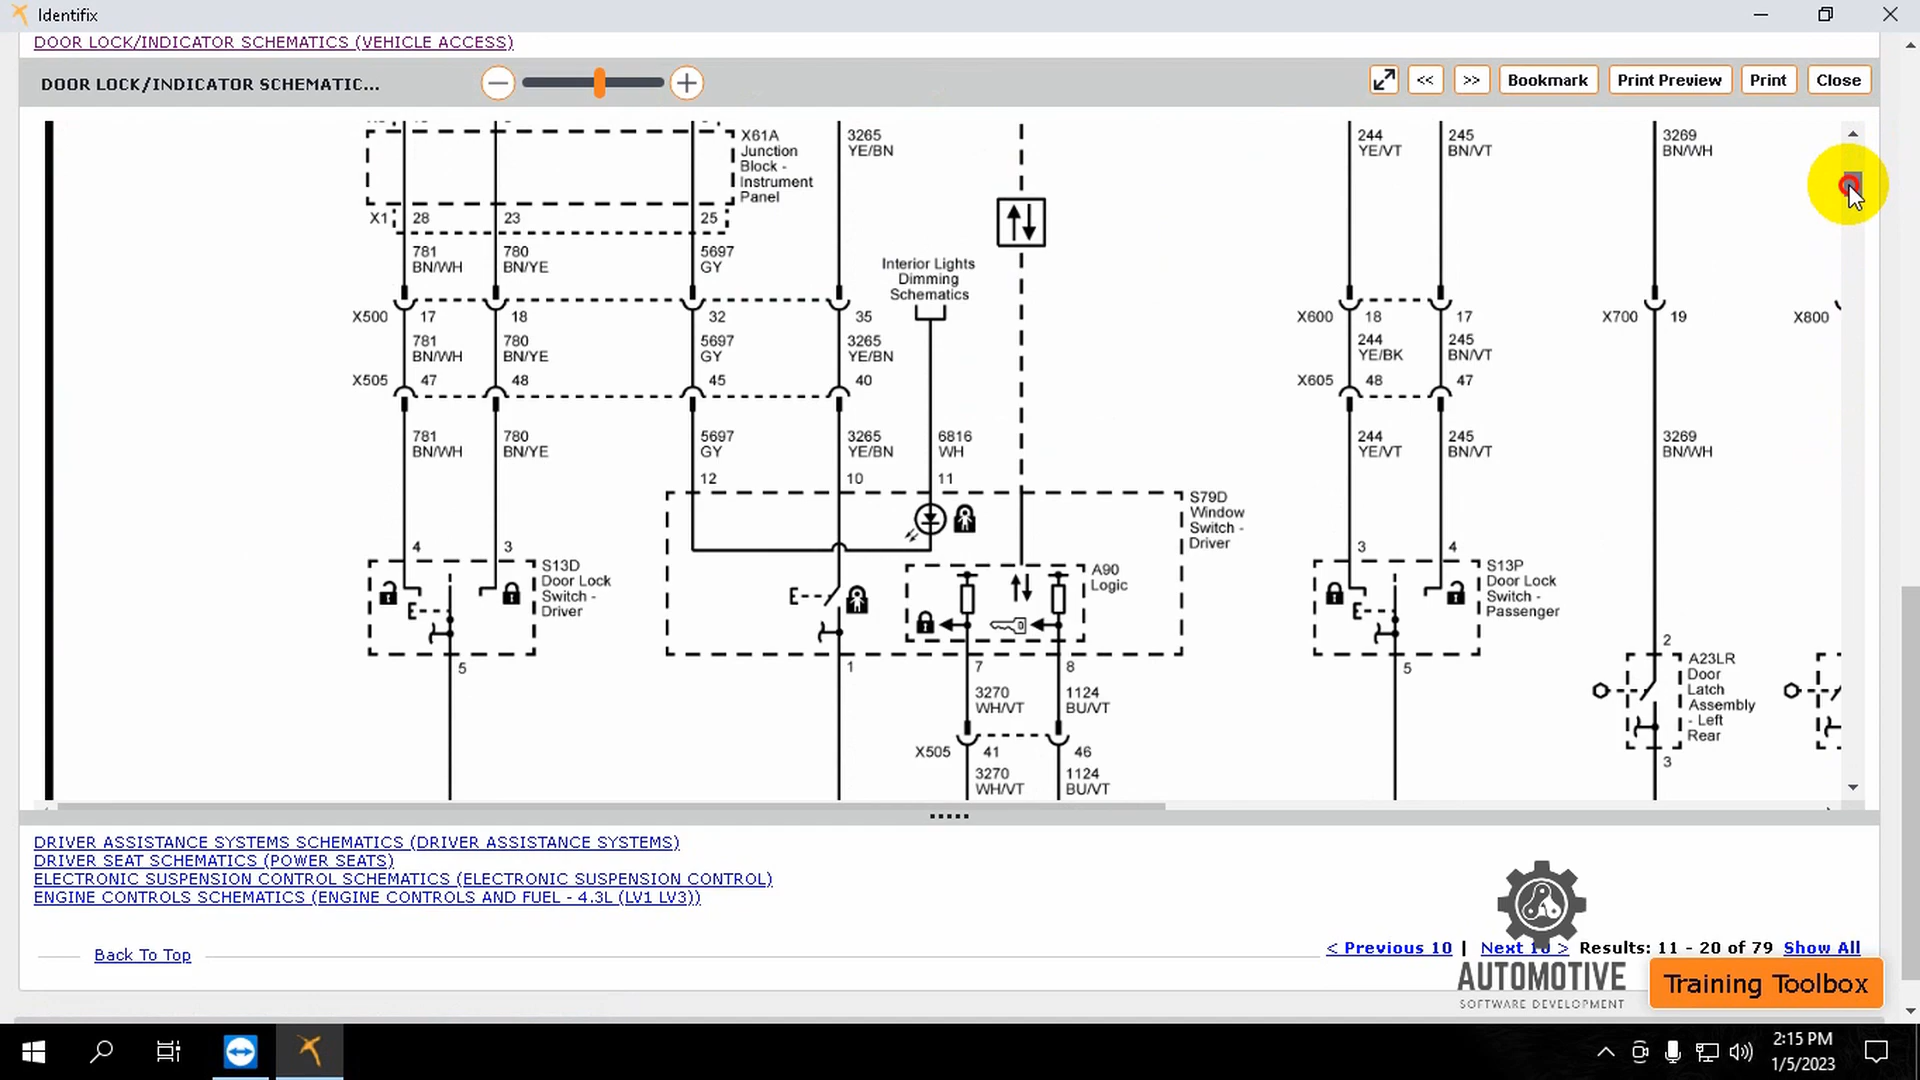 Identifix
DOOR LOCK/INDICATOR SCHEMATICS (VEHICLE ACCESS)
DOOR LOCK/INDICATOR SCHEMATIC...
<<
>>
Bookmark
Print Preview
Print
Close
X61A
Junction
Block -
Instrument
Panel
3265
YE/BN
244
YE/VT
245
BN/VT
3269
BN/WH
X1
28
23
25
781
BN/WH
780
BN/YE
5697
GY
Interior Lights
Dimming
Schematics
X500
17
18
32
35
X600
18
17
X700
19
X800
781
BN/WH
780
BN/YE
5697
GY
3265
YE/BN
244
YE/BK
245
BN/VT
X505
47
48
45
40
X605
48
47
781
BN/WH
780
BN/YE
5697
GY
3265
YE/BN
6816
WH
244
YE/VT
245
BN/VT
3269
BN/WH
12
10
11
S79D
Window
Switch -
Driver
4
3
S13D
Door Lock
Switch -
Driver
A90
Logic
3
4
S13P
Door Lock
Switch -
Passenger
5
1
7
8
5
2
A23LR
Door
Latch
Assembly
- Left
Rear
3
3270
WH/VT
1124
BU/VT
X505
41
46
3270
WH/VT
1124
BU/VT
DRIVER ASSISTANCE SYSTEMS SCHEMATICS (DRIVER ASSISTANCE SYSTEMS)
DRIVER SEAT SCHEMATICS (POWER SEATS)
ELECTRONIC SUSPENSION CONTROL SCHEMATICS (ELECTRONIC SUSPENSION CONTROL)
ENGINE CONTROLS SCHEMATICS (ENGINE CONTROLS AND FUEL - 4.3L (LV1 LV3))
Back To Top
< Previous 10 | Next 10 > Results: 11 - 20 of 79 Show All
AUTOMOTIVE
SOFTWARE DEVELOPMENT
Training Toolbox
2:15 PM
1/5/2023